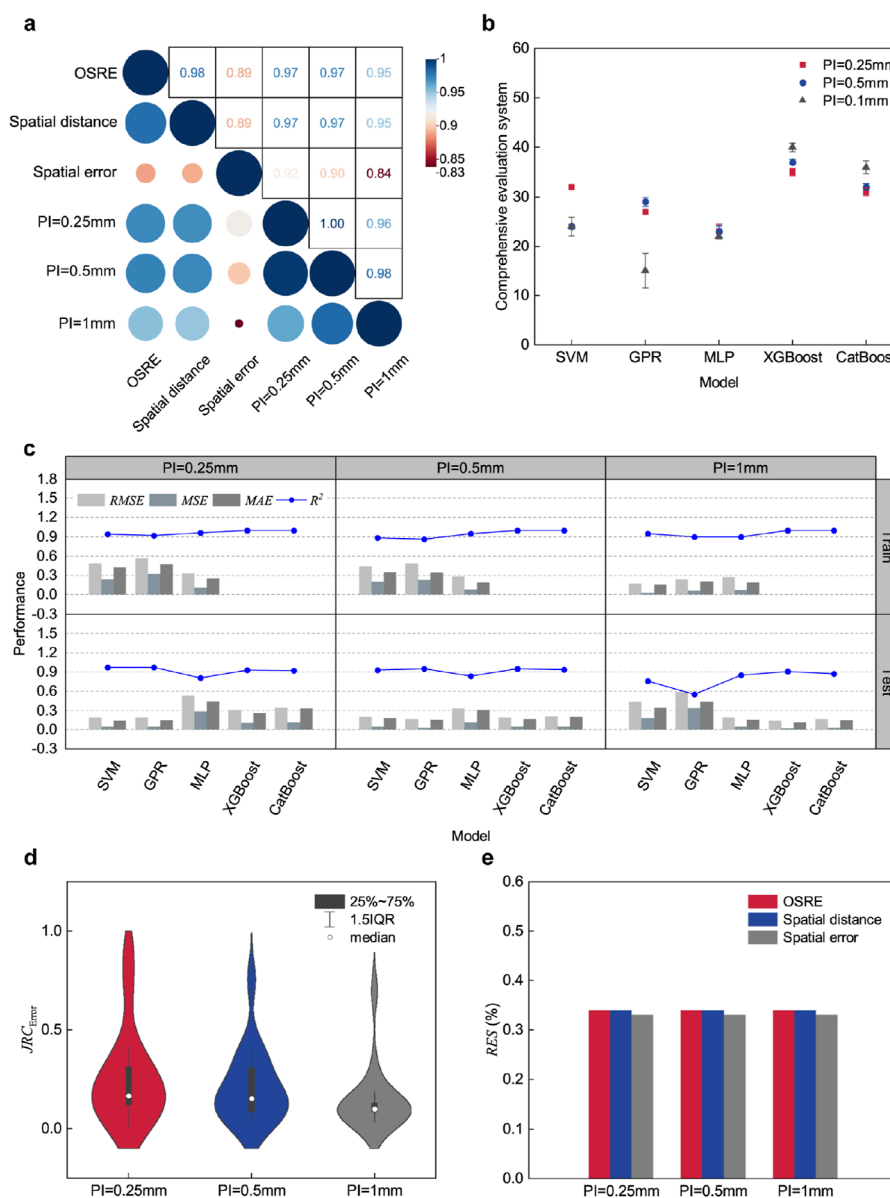 a
OSRE
0.98 0.89 0.97 0.97 0.95
Spatial distance
0.89 0.97 0.97 0.95
Spatial error
0.92 0.90 0.84
PI=0.25mm
1.00 0.96
PI=0.5mm
0.98
PI=1mm
OSRE
Spatial distance
Spatial error
PI=0.25mm
PI=0.5mm
PI=1mm
1
0.95
0.9
0.85
-0.83
b
Comprehensive evaluation system
60
50
40
30
20
10
0
PI=0.25mm
PI=0.5mm
PI=0.1mm
SVM GPR MLP XGBoost CatBoost
Model
c
PI=0.25mm PI=0.5mm PI=1mm
Performance
1.8
1.5
1.2
0.9
0.6
0.3
0.0
-0.3
RMSE MSE MAE R²
Train
1.5
1.2
0.9
0.6
0.3
0.0
-0.3
Test
SVM GPR MLP XGBoost CatBoost SVM GPR MLP XGBoost CatBoost SVM GPR MLP XGBoost CatBoost
Model
d
JRC Error
1.0
0.5
0.0
25%~75%
1.5IQR
median
PI=0.25mm PI=0.5mm PI=1mm
e
RES (%)
0.6
0.5
0.4
0.3
0.2
0.1
0.0
OSRE
Spatial distance
Spatial error
PI=0.25mm PI=0.5mm PI=1mm